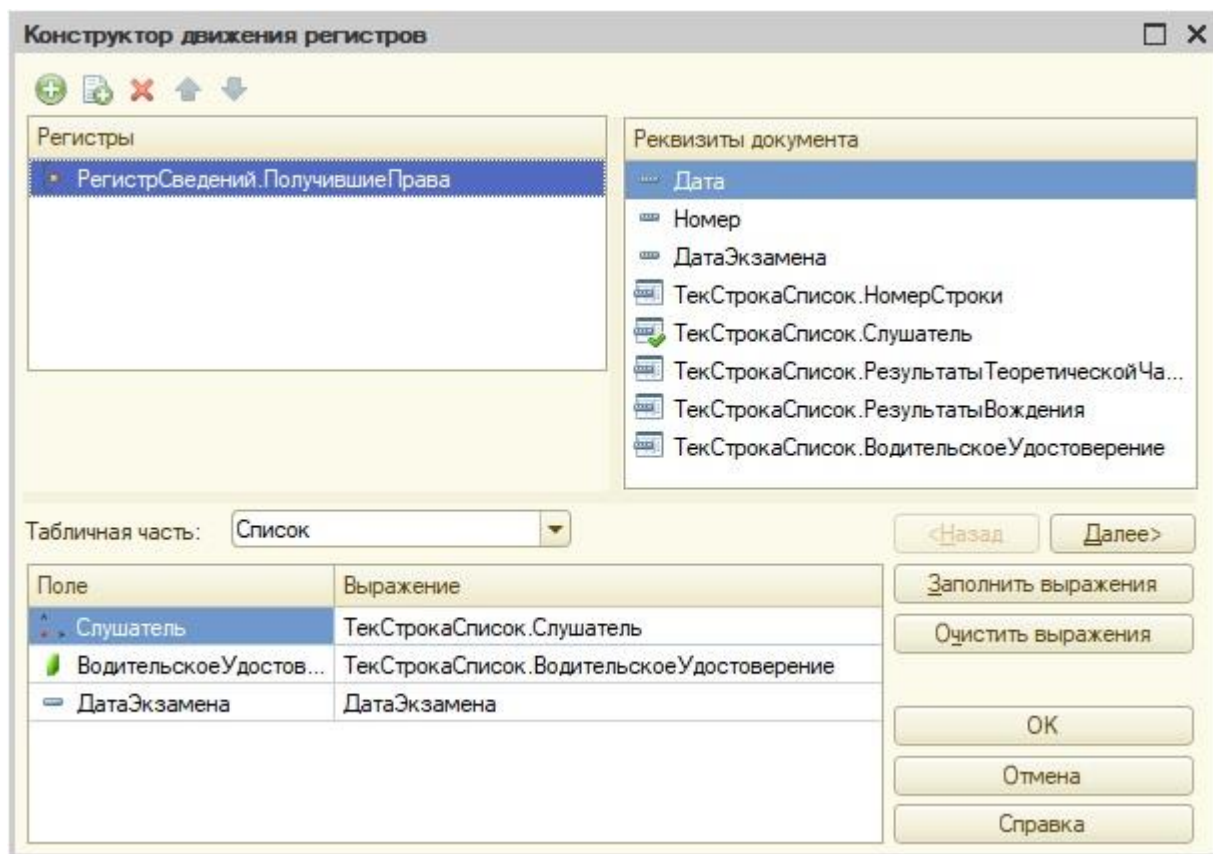 Конструктор движения регистров
Регистры
РегистрСведений.ПолучившиеПрава
Реквизиты документа
Дата
Номер
ДатаЭкзамена
ТекСтрокаСписок.НомерСтроки
ТекСтрокаСписок.Слушатель
ТекСтрокаСписок.РезультатыТеоретическойЧа...
ТекСтрокаСписок.РезультатыВождения
ТекСтрокаСписок.ВодительскоеУдостоверение
Табличная часть: Список
<Назад Далее>
Поле Выражение
Слушатель ТекСтрокаСписок.Слушатель
ВодительскоеУдостов... ТекСтрокаСписок.ВодительскоеУдостоверение
ДатаЭкзамена ДатаЭкзамена
Заполнить выражения
Очистить выражения
ОК
Отмена
Справка